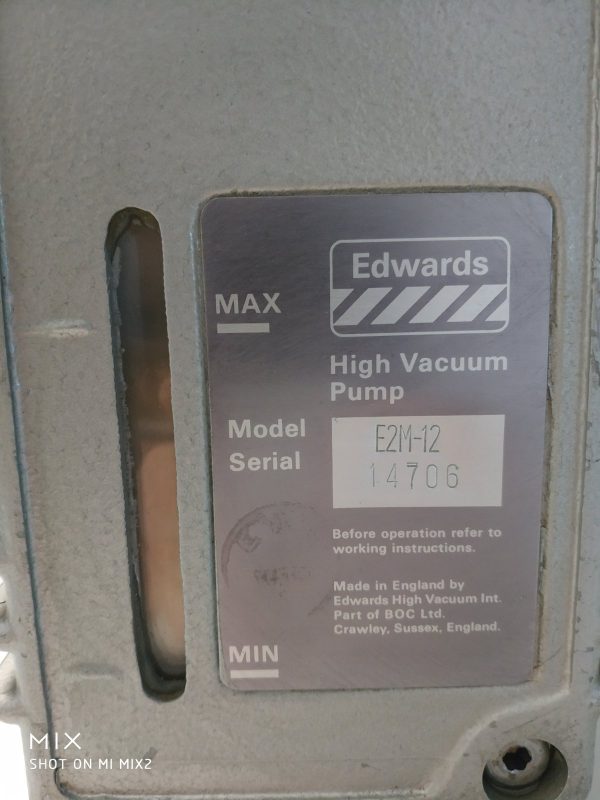 MAX
Edwards
High Vacuum
Pump
Model E2M-12
Serial 14706
Before operation refer to
working instructions.
Made in England by
Edwards High Vacuum Int.
Part of BOC Ltd.
Crawley, Sussex, England.
MIN
MIX
SHOT ON MI MIX2